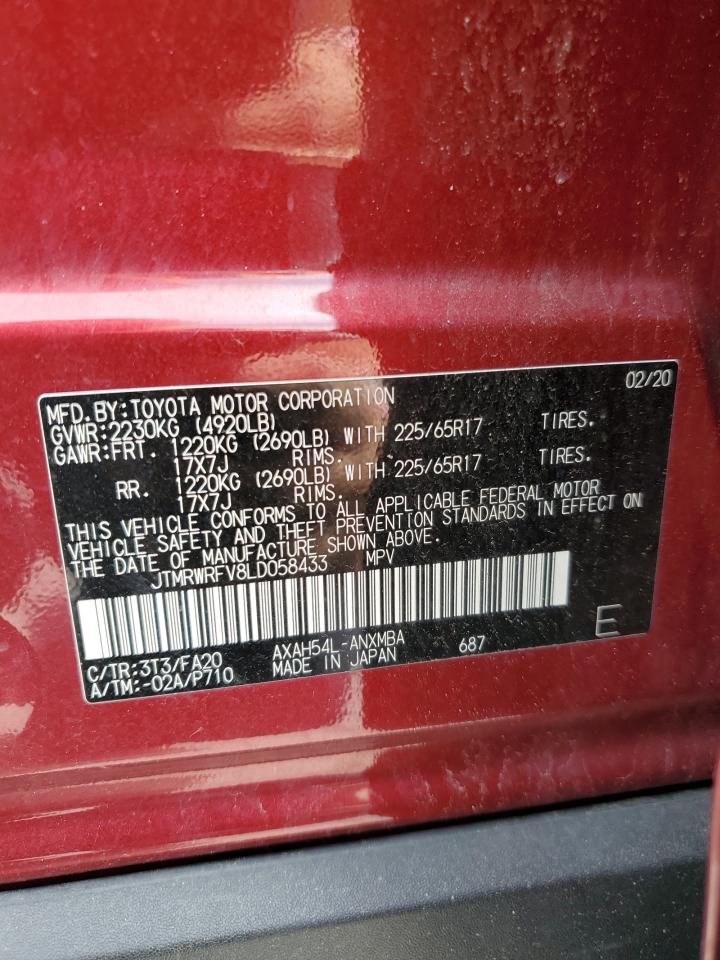 02/20
MFD.BY:TOYOTA MOTOR CORPORATION
GVWR:2230KG (4920LB)
GAWR:FRT. 1220KG (2690LB) WITH 225/65R17 TIRES.
17X7J RIMS.
RR. 1220KG (2690LB) WITH 225/65R17 TIRES.
17X7J RIMS.
THIS VEHICLE CONFORMS TO ALL APPLICABLE FEDERAL MOTOR
VEHICLE SAFETY AND THEFT PREVENTION STANDARDS IN EFFECT ON
THE DATE OF MANUFACTURE SHOWN ABOVE.
JTMRWRFV8LD058433 MPV
C/TR:3T3/FA20 AXAH54L-ANXMBA 687 E
A/TM:-02A/P710 MADE IN JAPAN